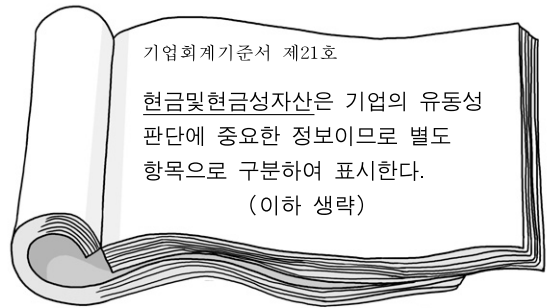 기업회계기준서 제21호
현금및현금성자산은 기업의 유동성
판단에 중요한 정보이므로 별도
항목으로 구분하여 표시한다.
(이하 생략)